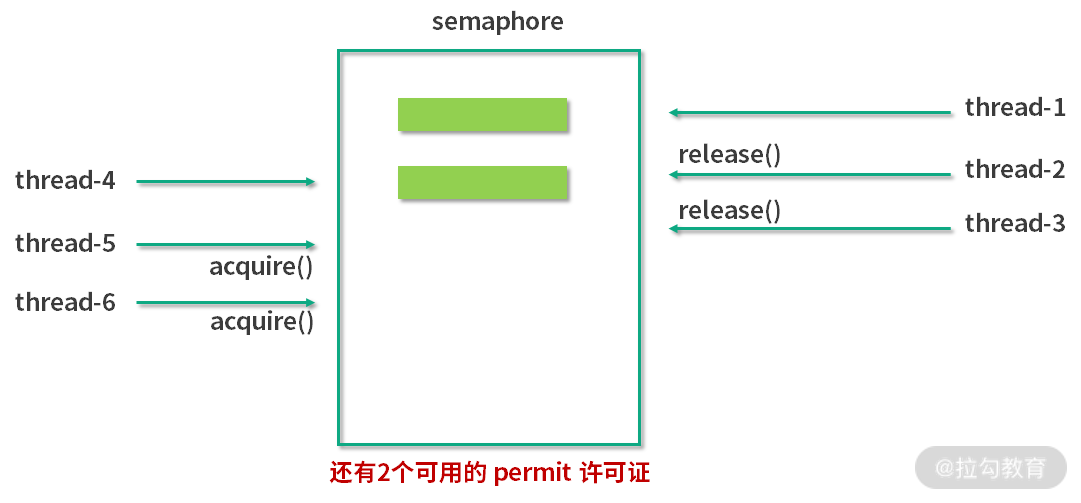 semaphore
thread-1
release()
thread-2
thread-4
release()
thread-3
thread-5
acquire()
thread-6
acquire()
还有2个可用的 permit 许可证
@拉勾教育